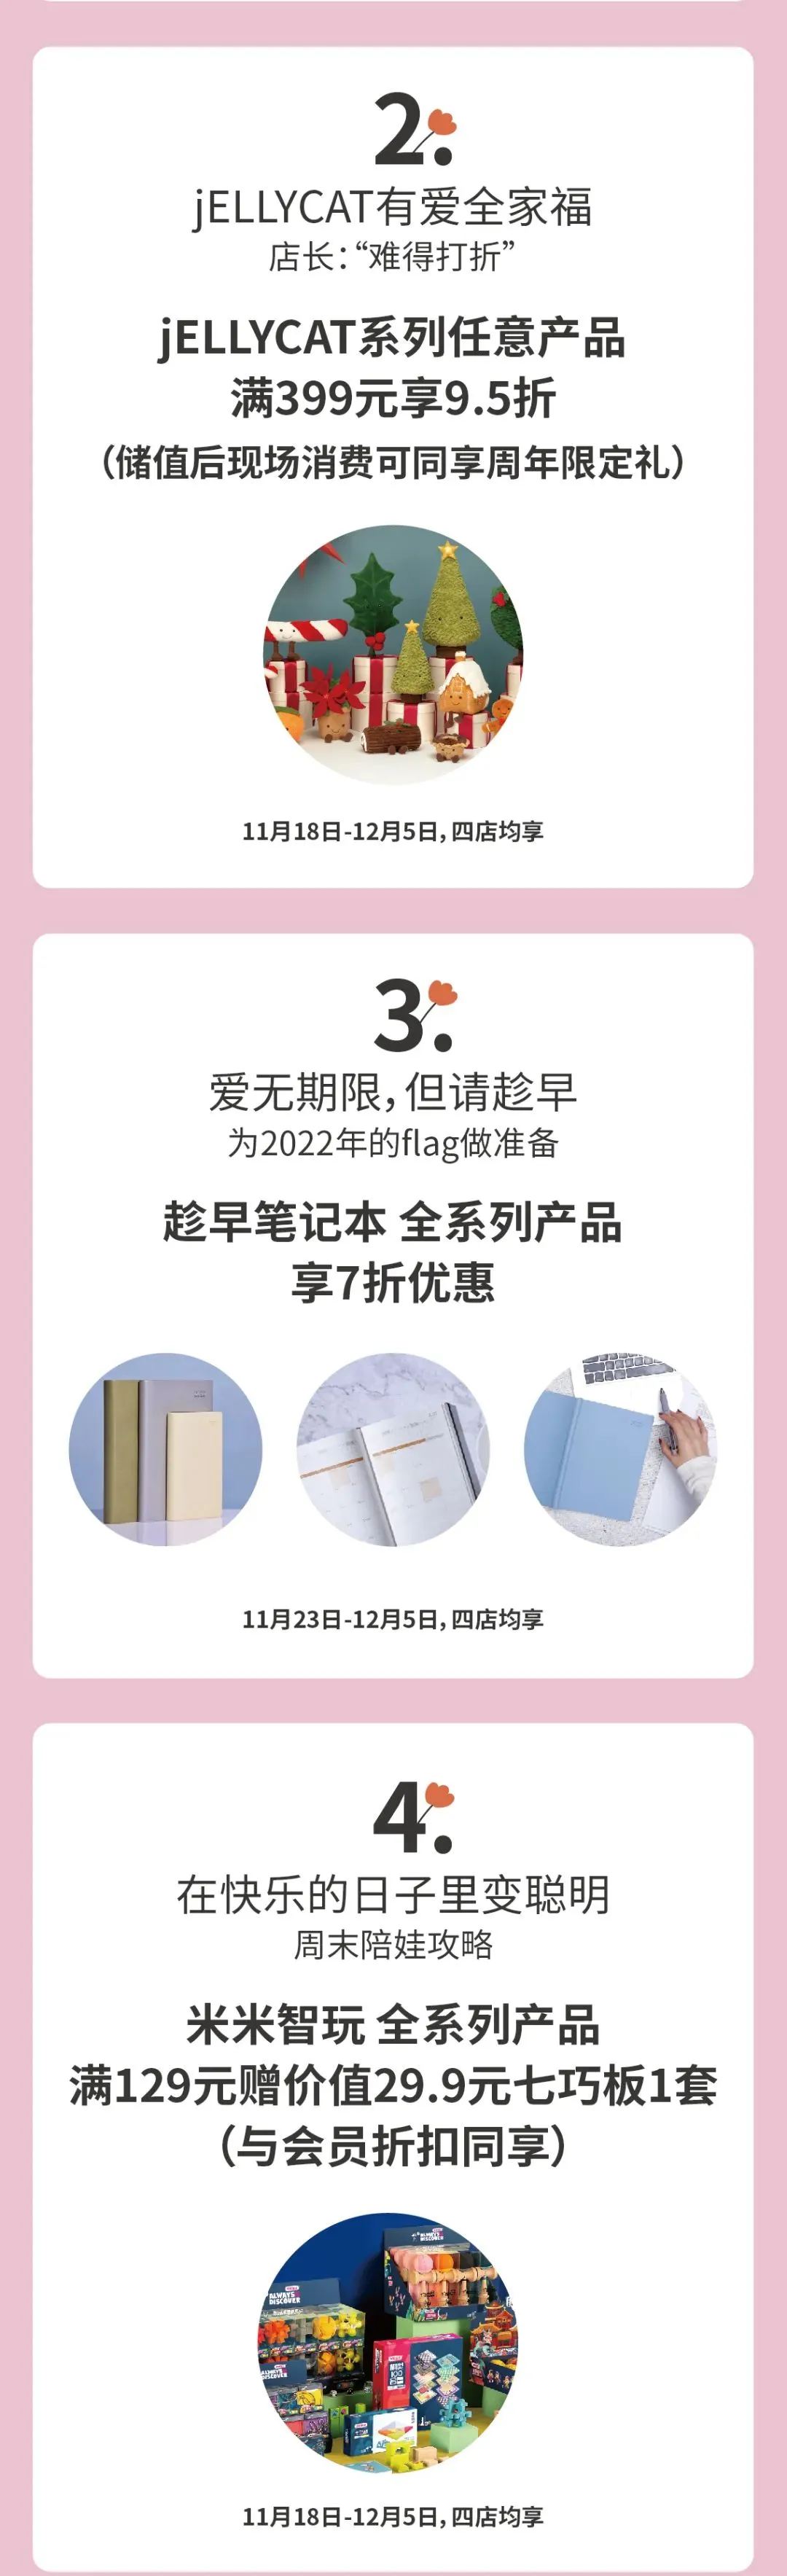 2.
jELLYCAT有爱全家福
店长：“难得打折”
jELLYCAT系列任意产品
满399元享9.5折
（储值后现场消费可同享周年限定礼）
11月18日-12月5日，四店均享
3.
爱无期限，但请趁早
为2022年的flag做准备
趁早笔记本 全系列产品
享7折优惠
11月23日-12月5日，四店均享
4.
在快乐的日子里变聪明
周末陪娃攻略
米米智玩 全系列产品
满129元赠价值29.9元七巧板1套
（与会员折扣同享）
ALWAYS
DISCOVER
ALWAYS
DISCOVER
11月18日-12月5日，四店均享